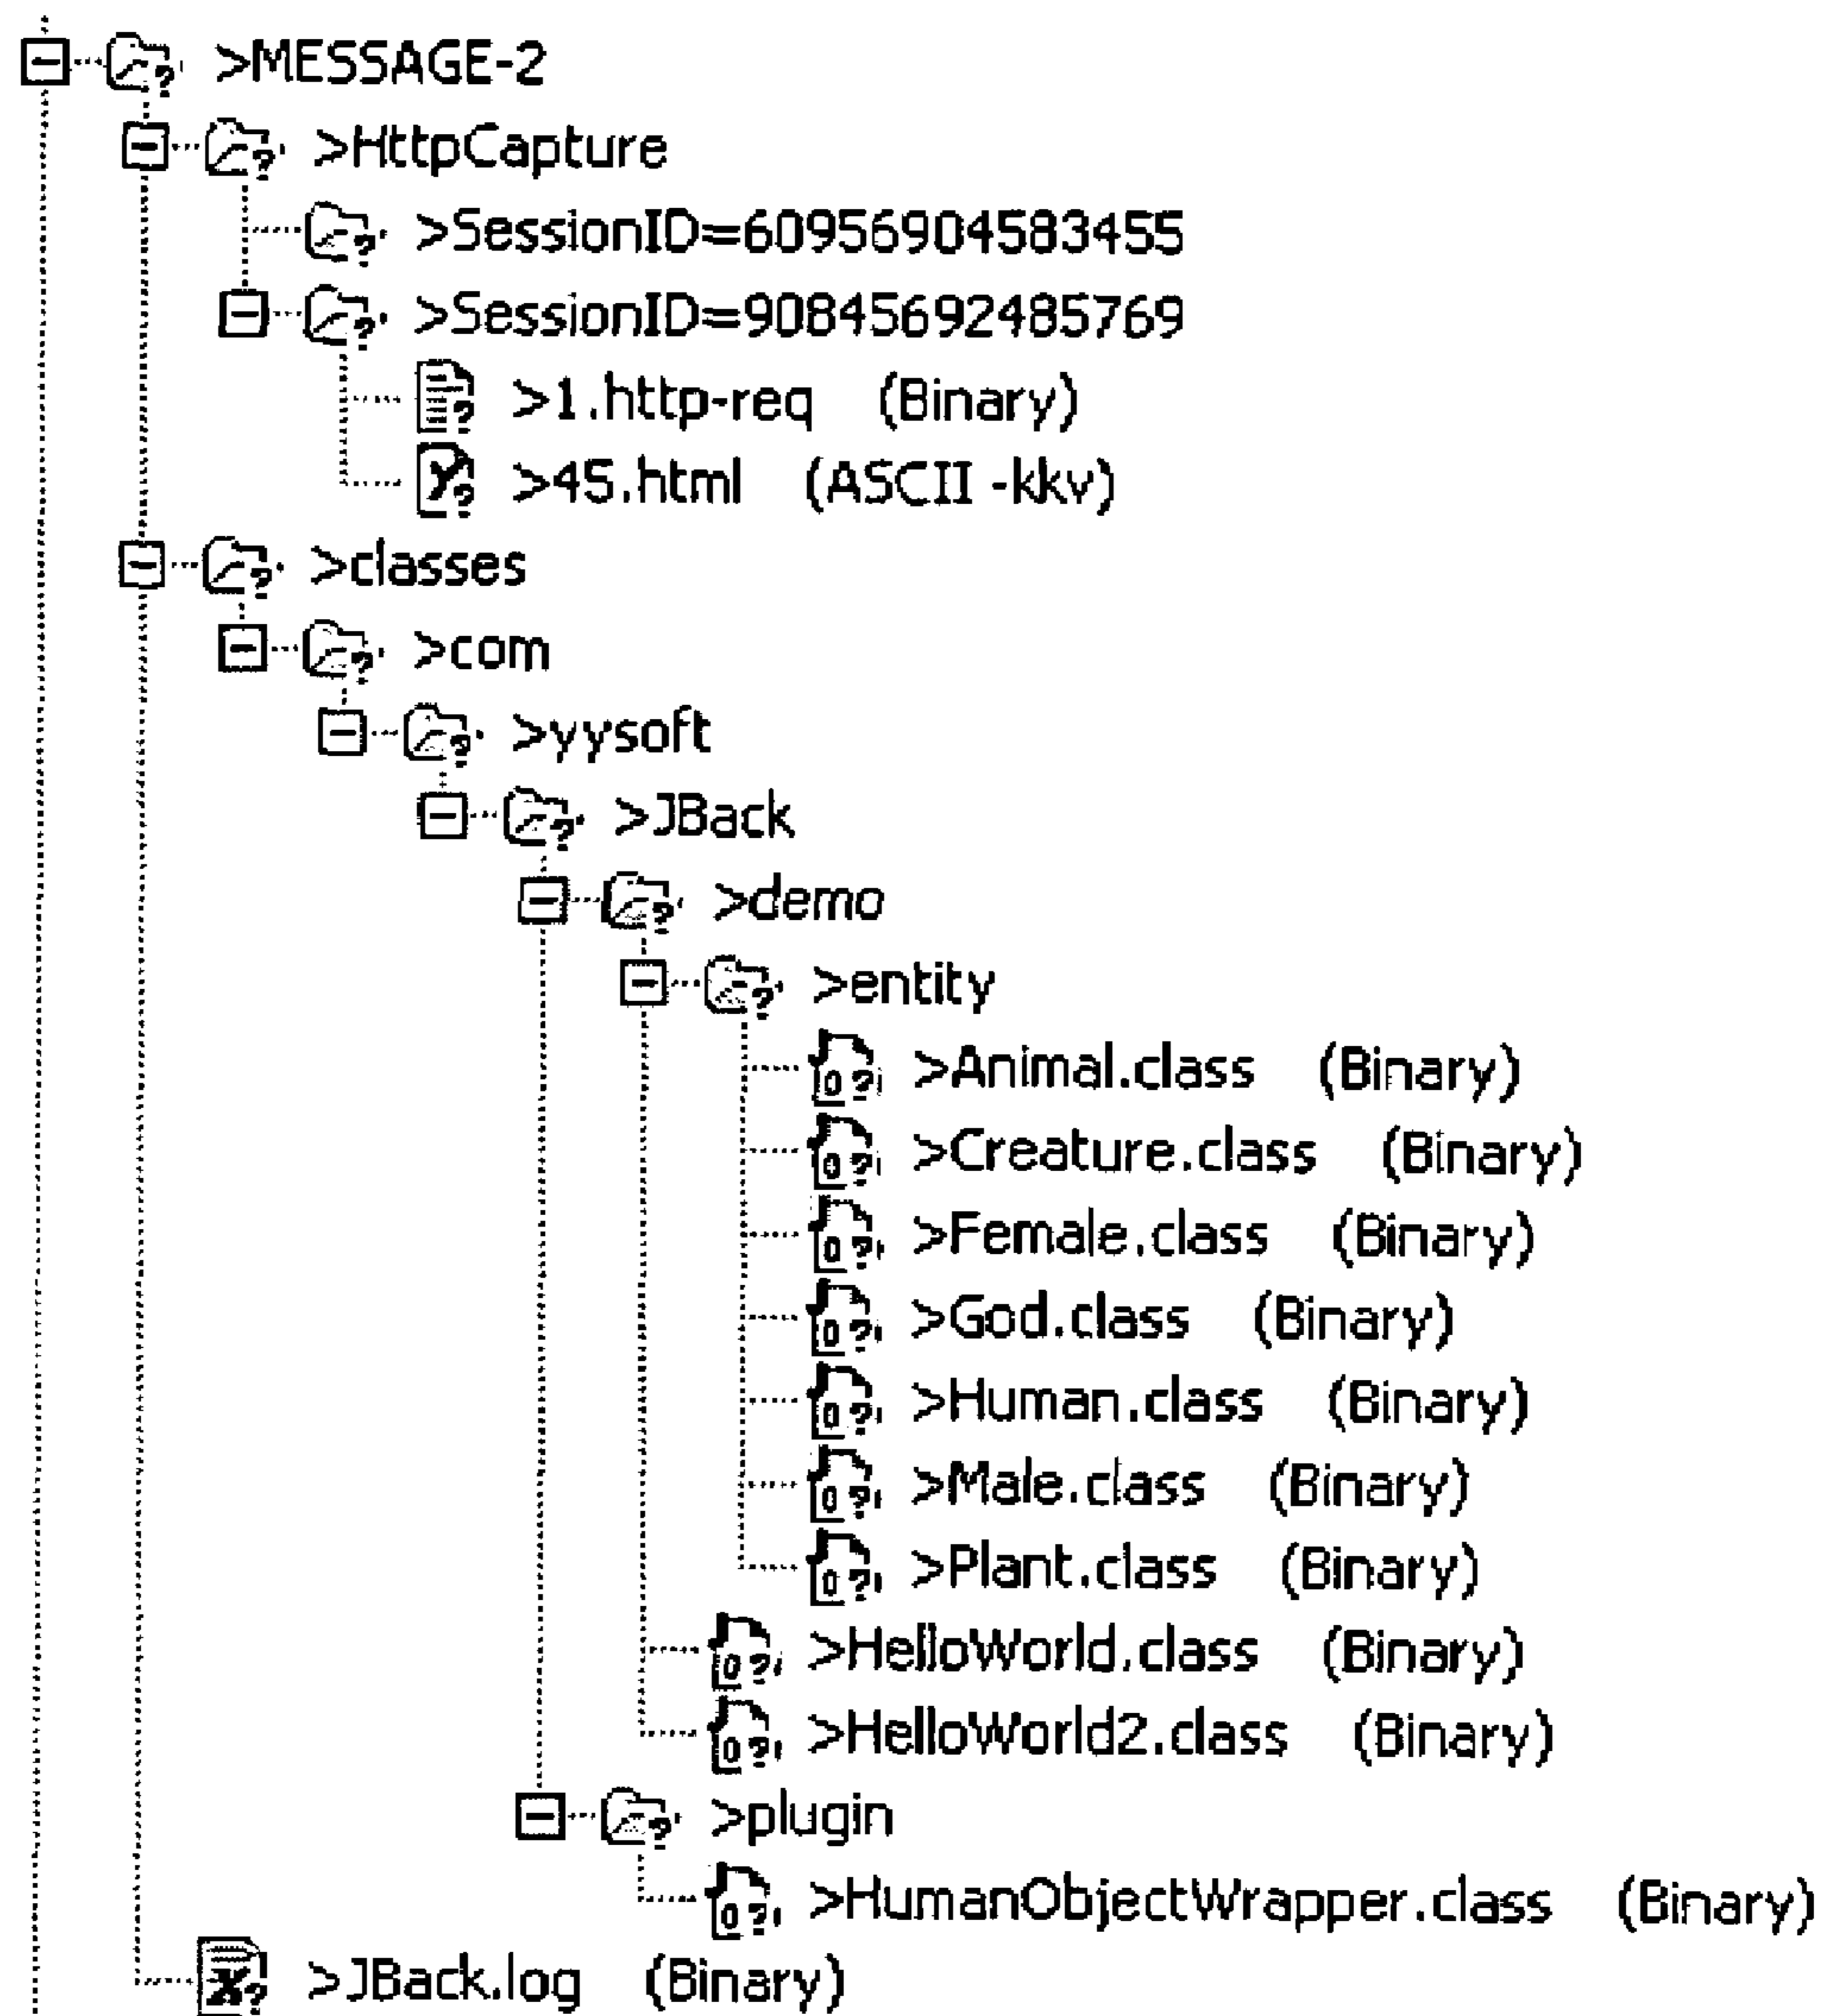 >MESSAGE-2
>HttpCapture
>SessionID=60956904583455
>SessionID=90845692485769
>1.http-req (Binary)
>45.html (ASCII -kkv)
>classes
>com
>yysoft
>JBack
>demo
>entity
>Animal.class (Binary)
>Creature.class (Binary)
>Female.class (Binary)
>God.class (Binary)
>Human.class (Binary)
>Male.class (Binary)
>Plant.class (Binary)
>HelloWorld.class (Binary)
>HelloWorld2.class (Binary)
>plugin
>HumanObjectWrapper.class (Binary)
>JBack.log (Binary)